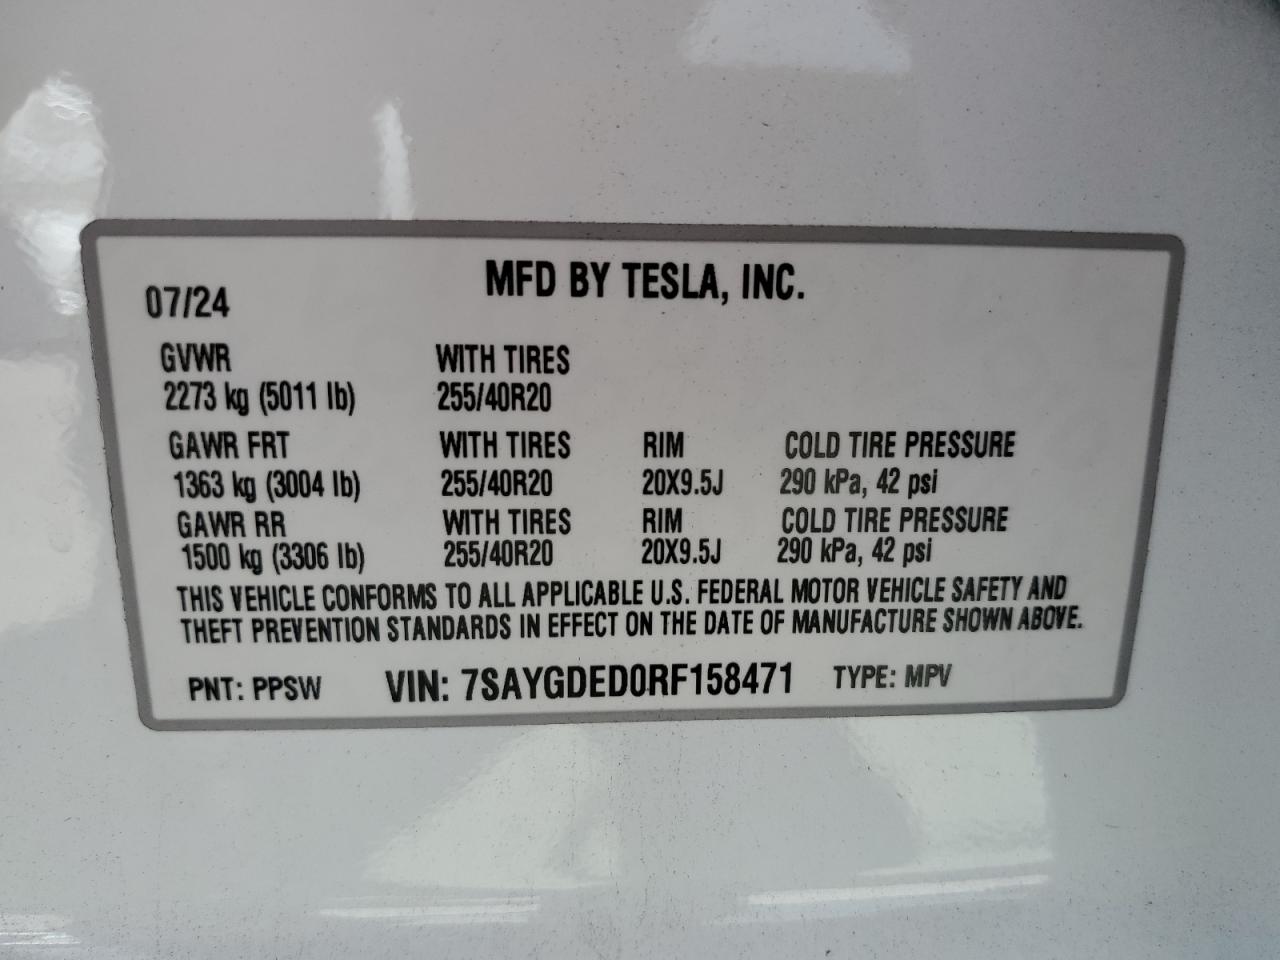 MFD BY TESLA, INC.
07/24
GVWR WITH TIRES
2273 kg (5011 lb) 255/40R20
GAWR FRT WITH TIRES RIM COLD TIRE PRESSURE
1363 kg (3004 lb) 255/40R20 20X9.5J 290 kPa, 42 psi
GAWR RR WITH TIRES RIM COLD TIRE PRESSURE
1500 kg (3306 lb) 255/40R20 20X9.5J 290 kPa, 42 psi
THIS VEHICLE CONFORMS TO ALL APPLICABLE U.S. FEDERAL MOTOR VEHICLE SAFETY AND
THEFT PREVENTION STANDARDS IN EFFECT ON THE DATE OF MANUFACTURE SHOWN ABOVE.
PNT: PPSW VIN: 7SAYGDED0RF158471 TYPE: MPV